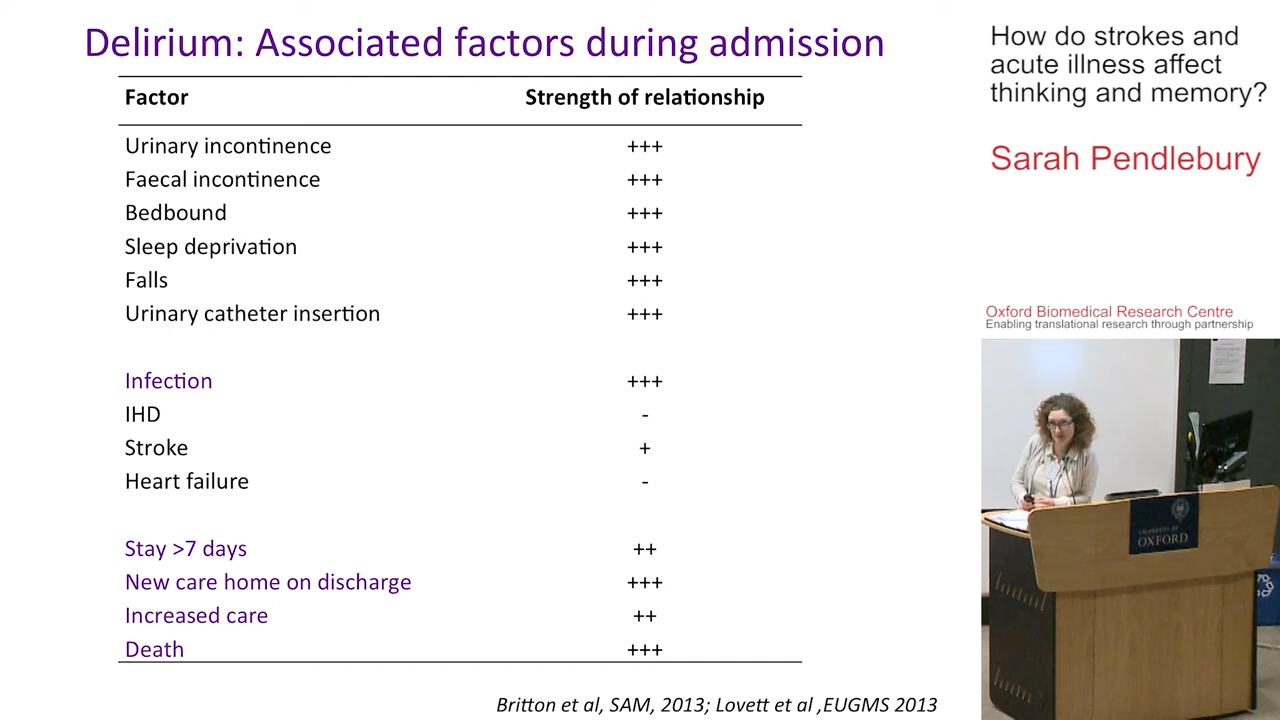 Delirium: Associated factors during admission
Factor Strength of relationship
Urinary incontinence +++
Faecal incontinence +++
Bedbound +++
Sleep deprivation +++
Falls +++
Urinary catheter insertion +++
Infection +++
IHD -
Stroke +
Heart failure -
Stay >7 days ++
New care home on discharge +++
Increased care ++
Death +++
Britton et al, SAM, 2013; Lovett et al ,EUGMS 2013
How do strokes and
acute illness affect
thinking and memory?
Sarah Pendlebury
Oxford Biomedical Research Centre
Enabling translational research through partnership
UNIVERSITY OF
OXFORD